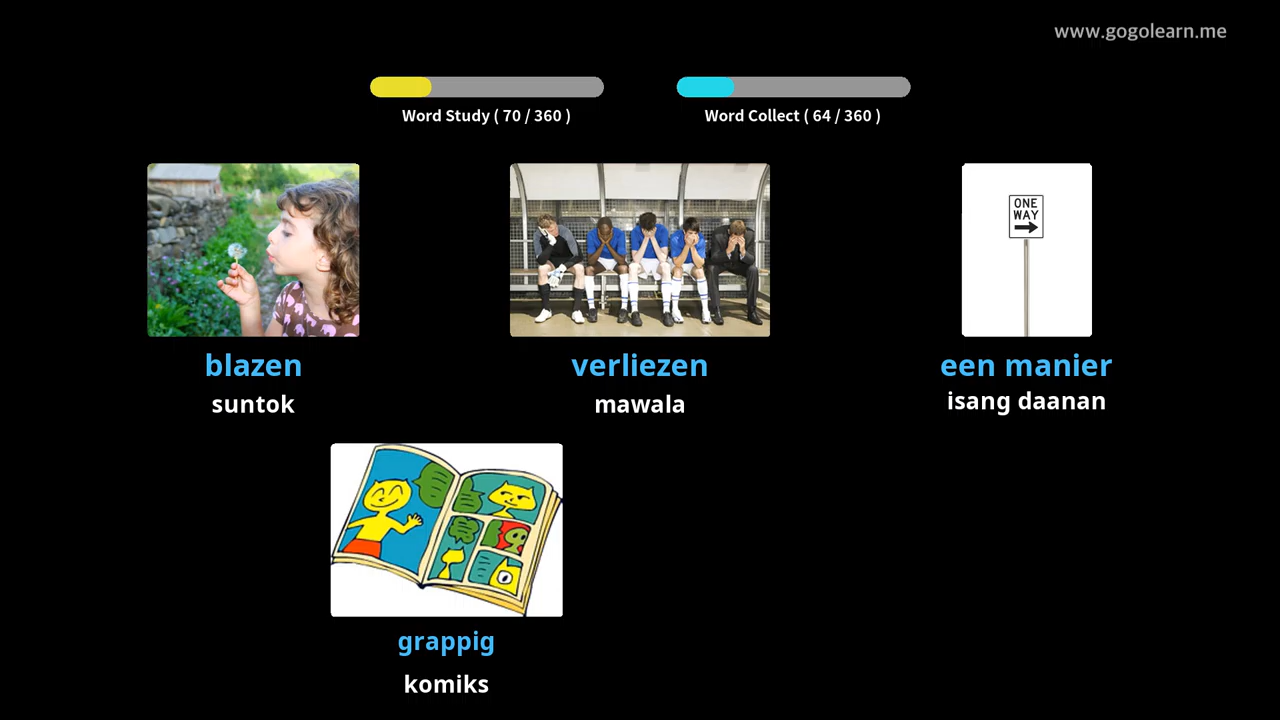 www.gogolearn.me
Word Study ( 70 / 360 )
Word Collect ( 64 / 360 )
ONE
WAY
blazen
verliezen
een manier
suntok
mawala
isang daanan
grappig
komiks